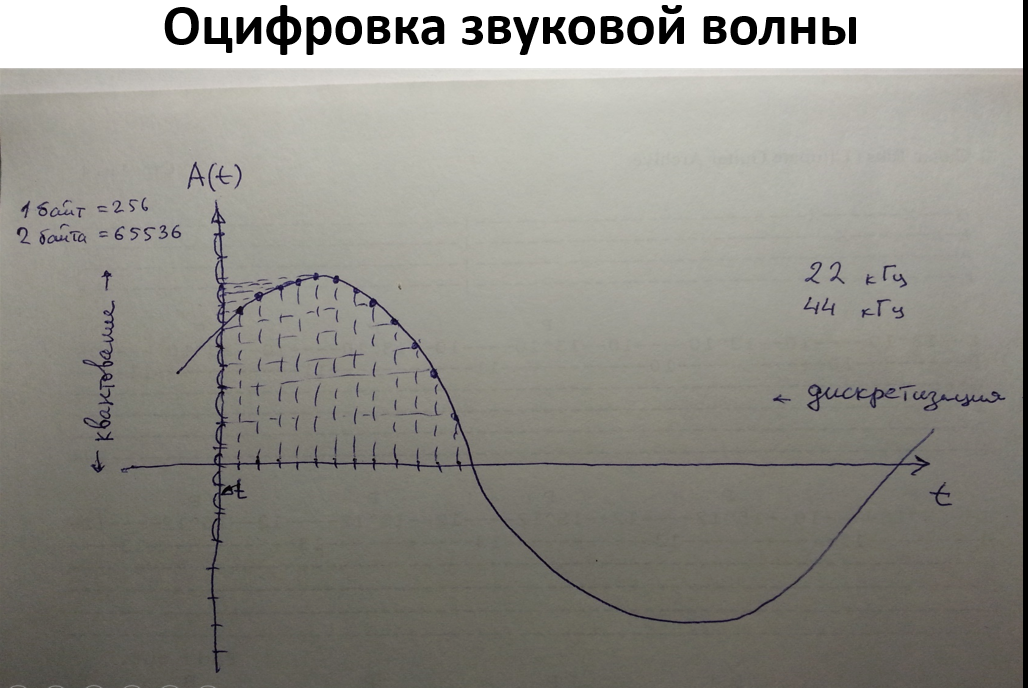 Оцифровка звуковой волны
A(t)
1 байт = 256
2 байта = 65536
22 кГц
44 кГц
← квантование →
← дискретизация
Δt
t